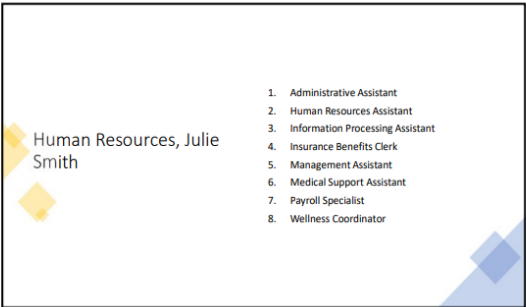 Human Resources, Julie
Smith
1. Administrative Assistant
2. Human Resources Assistant
3. Information Processing Assistant
4. Insurance Benefits Clerk
5. Management Assistant
6. Medical Support Assistant
7. Payroll Specialist
8. Wellness Coordinator